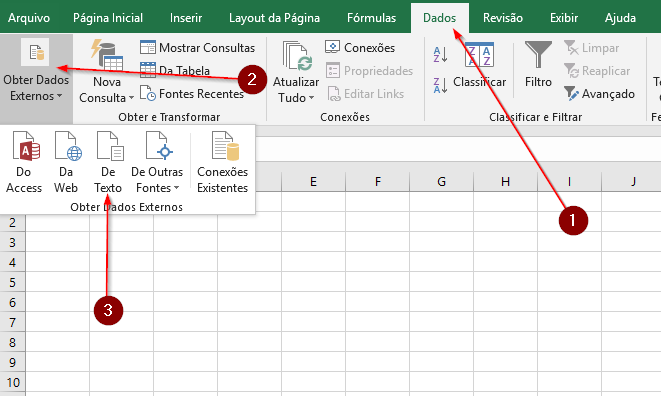 Arquivo Página Inicial Inserir Layout da Página Fórmulas Dados Revisão Exibir Ajuda
Obter Dados
Externos
Nova
Consulta
Mostrar Consultas
Da Tabela
Fontes Recentes
Obter e Transformar
Atualizar
Tudo
Conexões
Propriedades
Editar Links
Conexões
Classificar
Filtro
Limpar
Reaplicar
Avançado
Classificar e Filtrar
Do
Access
Da
Web
De
Texto
De Outras
Fontes
Conexões
Existentes
Obter Dados Externos
1
2
3
E F G H I J
2
3
4
5
6
7
8
9
10